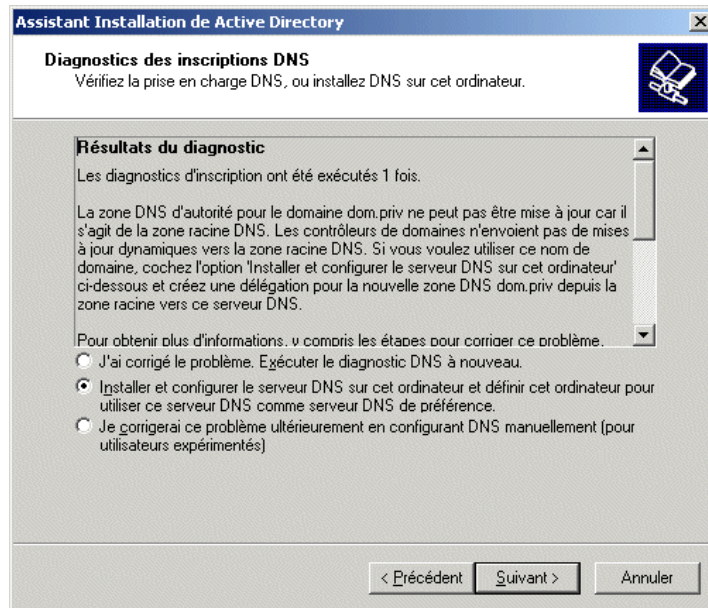 Assistant Installation de Active Directory
Diagnostics des inscriptions DNS
Vérifiez la prise en charge DNS, ou installez DNS sur cet ordinateur.
Résultats du diagnostic
Les diagnostics d'inscription ont été exécutés 1 fois.
La zone DNS d'autorité pour le domaine dom.priv ne peut pas être mise à jour car il
s'agit de la zone racine DNS. Les contrôleurs de domaines n'envoient pas de mises
à jour dynamiques vers la zone racine DNS. Si vous voulez utiliser ce nom de
domaine, cochez l'option 'Installer et configurer le serveur DNS sur cet ordinateur'
ci-dessous et créez une délégation pour la nouvelle zone DNS dom.priv depuis la
zone racine vers ce serveur DNS.
Pour obtenir plus d'informations, y compris les étapes pour corriger ce problème,
J'ai corrigé le problème. Exécuter le diagnostic DNS à nouveau.
Installer et configurer le serveur DNS sur cet ordinateur et définir cet ordinateur pour
utiliser ce serveur DNS comme serveur DNS de préférence.
Je corrigerai ce problème ultérieurement en configurant DNS manuellement (pour
utilisateurs expérimentés)
< Précédent Suivant > Annuler